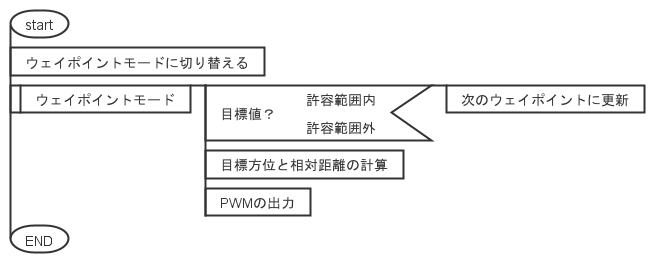 start
ウェイポイントモードに切り替える
ウェイポイントモード
目標値？
許容範囲内
許容範囲外
次のウェイポイントに更新
目標方位と相対距離の計算
PWMの出力
END